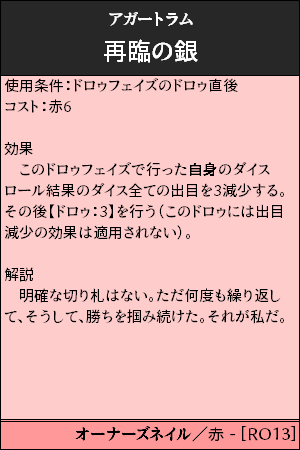 アガートラム
再臨の銀
使用条件：ドロゥフェイズのドロゥ直後
コスト：赤6
効果
　このドロゥフェイズで行った自身のダイス
ロール結果のダイス全ての出目を3減少する。
その後【ドロゥ：3】を行う（このドロゥには出目
減少の効果は適用されない）。
解説
　明確な切り札はない。ただ何度も繰り返し
て、そうして、勝ちを掴み続けた。それが私だ。
オーナーズネイル／赤 -［RO13］